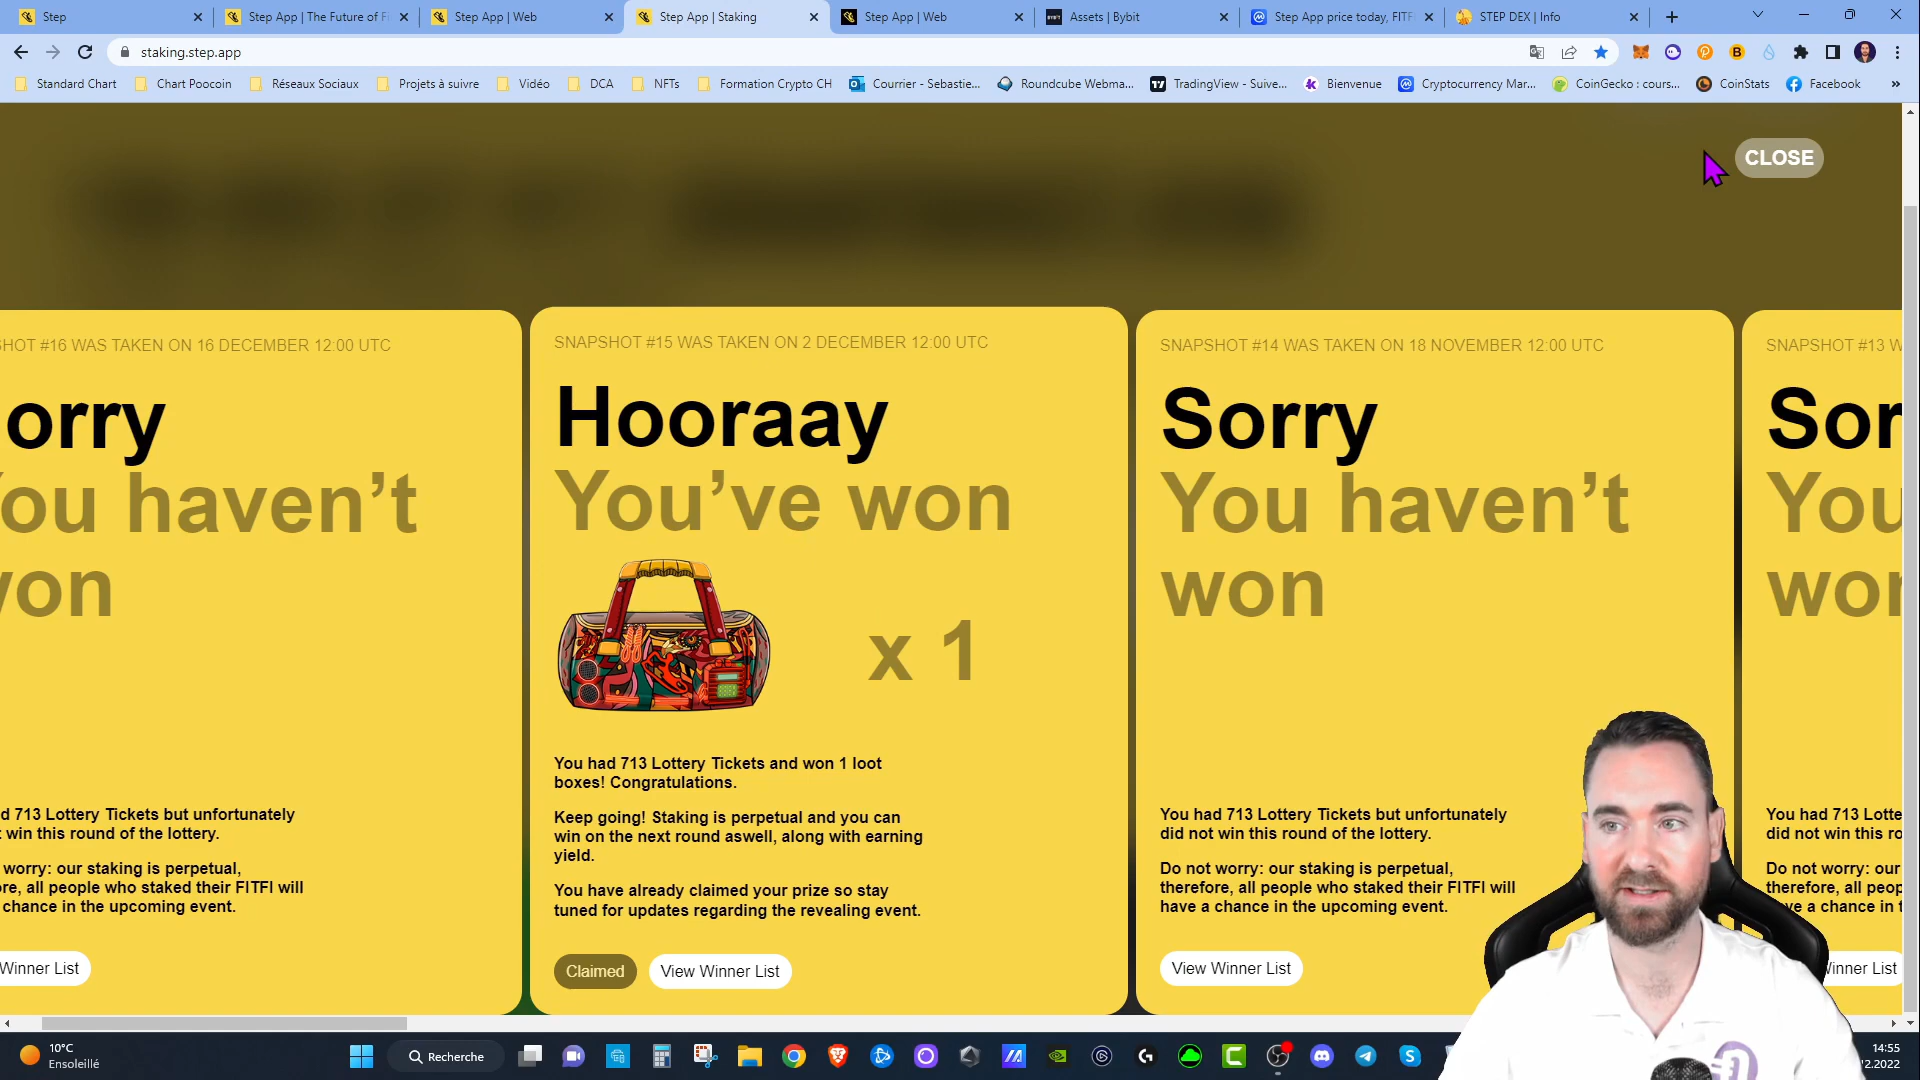 Step
Step App | The Future of Fi
Step App | Web
Step App | Staking
Step App | Web
Assets | Bybit
Step App price today, FITFI
STEP DEX | Info
staking.step.app
Standard Chart
Chart Poocoin
Réseaux Sociaux
Projets à suivre
Vidéo
DCA
NFTs
Formation Crypto CH
Courrier - Sebastie...
Roundcube Webma...
TradingView - Suive...
Bienvenue
Cryptocurrency Mar...
CoinGecko : cours...
CoinStats
Facebook
»
CLOSE
HOT #16 WAS TAKEN ON 16 DECEMBER 12:00 UTC
orry
ou haven’t
won
d 713 Lottery Tickets but unfortunately
t win this round of the lottery.
worry: our staking is perpetual,
ore, all people who staked their FITFI will
chance in the upcoming event.
Winner List
SNAPSHOT #15 WAS TAKEN ON 2 DECEMBER 12:00 UTC
Hooraay
You’ve won
x 1
You had 713 Lottery Tickets and won 1 loot
boxes! Congratulations.
Keep going! Staking is perpetual and you can
win on the next round aswell, along with earning
yield.
You have already claimed your prize so stay
tuned for updates regarding the revealing event.
Claimed
View Winner List
SNAPSHOT #14 WAS TAKEN ON 18 NOVEMBER 12:00 UTC
Sorry
You haven’t
won
You had 713 Lottery Tickets but unfortunately
did not win this round of the lottery.
Do not worry: our staking is perpetual,
therefore, all people who staked their FITFI will
have a chance in the upcoming event.
View Winner List
SNAPSHOT #13 W
Sor
You
wor
You had 713 Lotte
did not win this ro
Do not worry: our
therefore, all peop
ve a chance in t
inner List
10°C
Ensoleillé
Recherche
14:55
.2.2022